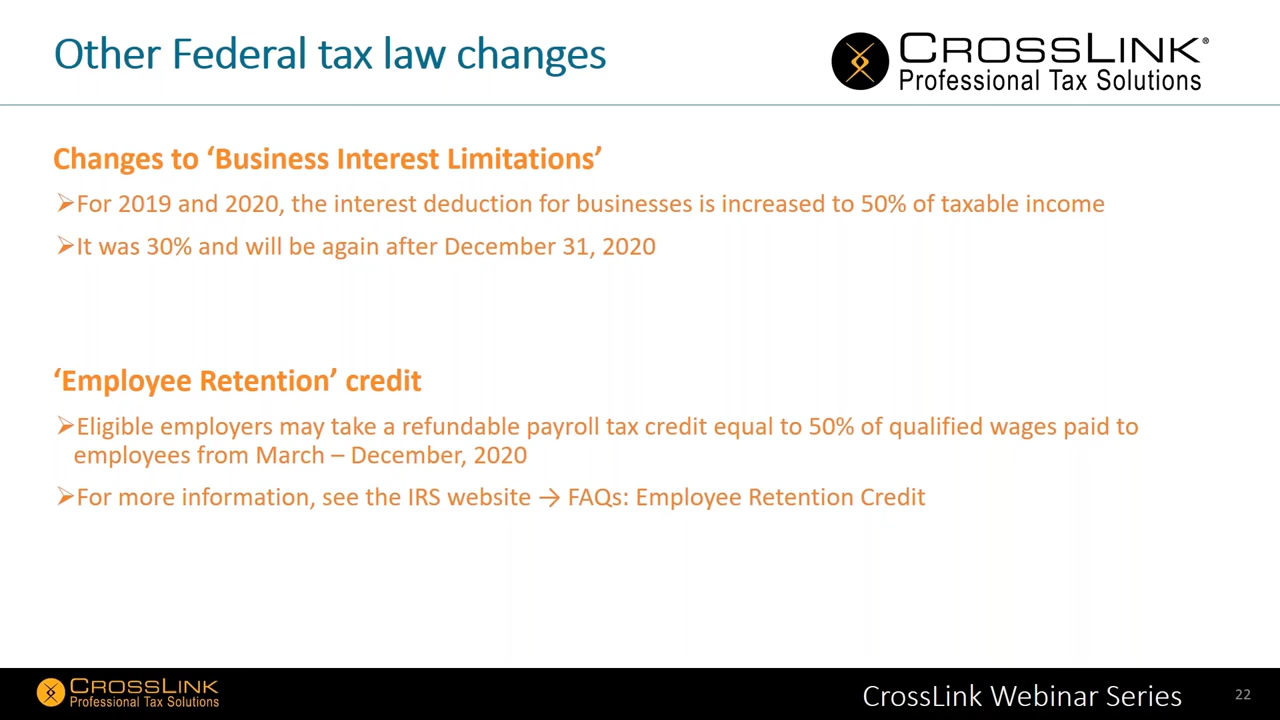 Other Federal tax law changes
CROSSLINK®
Professional Tax Solutions
Changes to ‘Business Interest Limitations’
➢For 2019 and 2020, the interest deduction for businesses is increased to 50% of taxable income
➢It was 30% and will be again after December 31, 2020
‘Employee Retention’ credit
➢Eligible employers may take a refundable payroll tax credit equal to 50% of qualified wages paid to
employees from March – December, 2020
➢For more information, see the IRS website → FAQs: Employee Retention Credit
CROSSLINK
Professional Tax Solutions
CrossLink Webinar Series
22